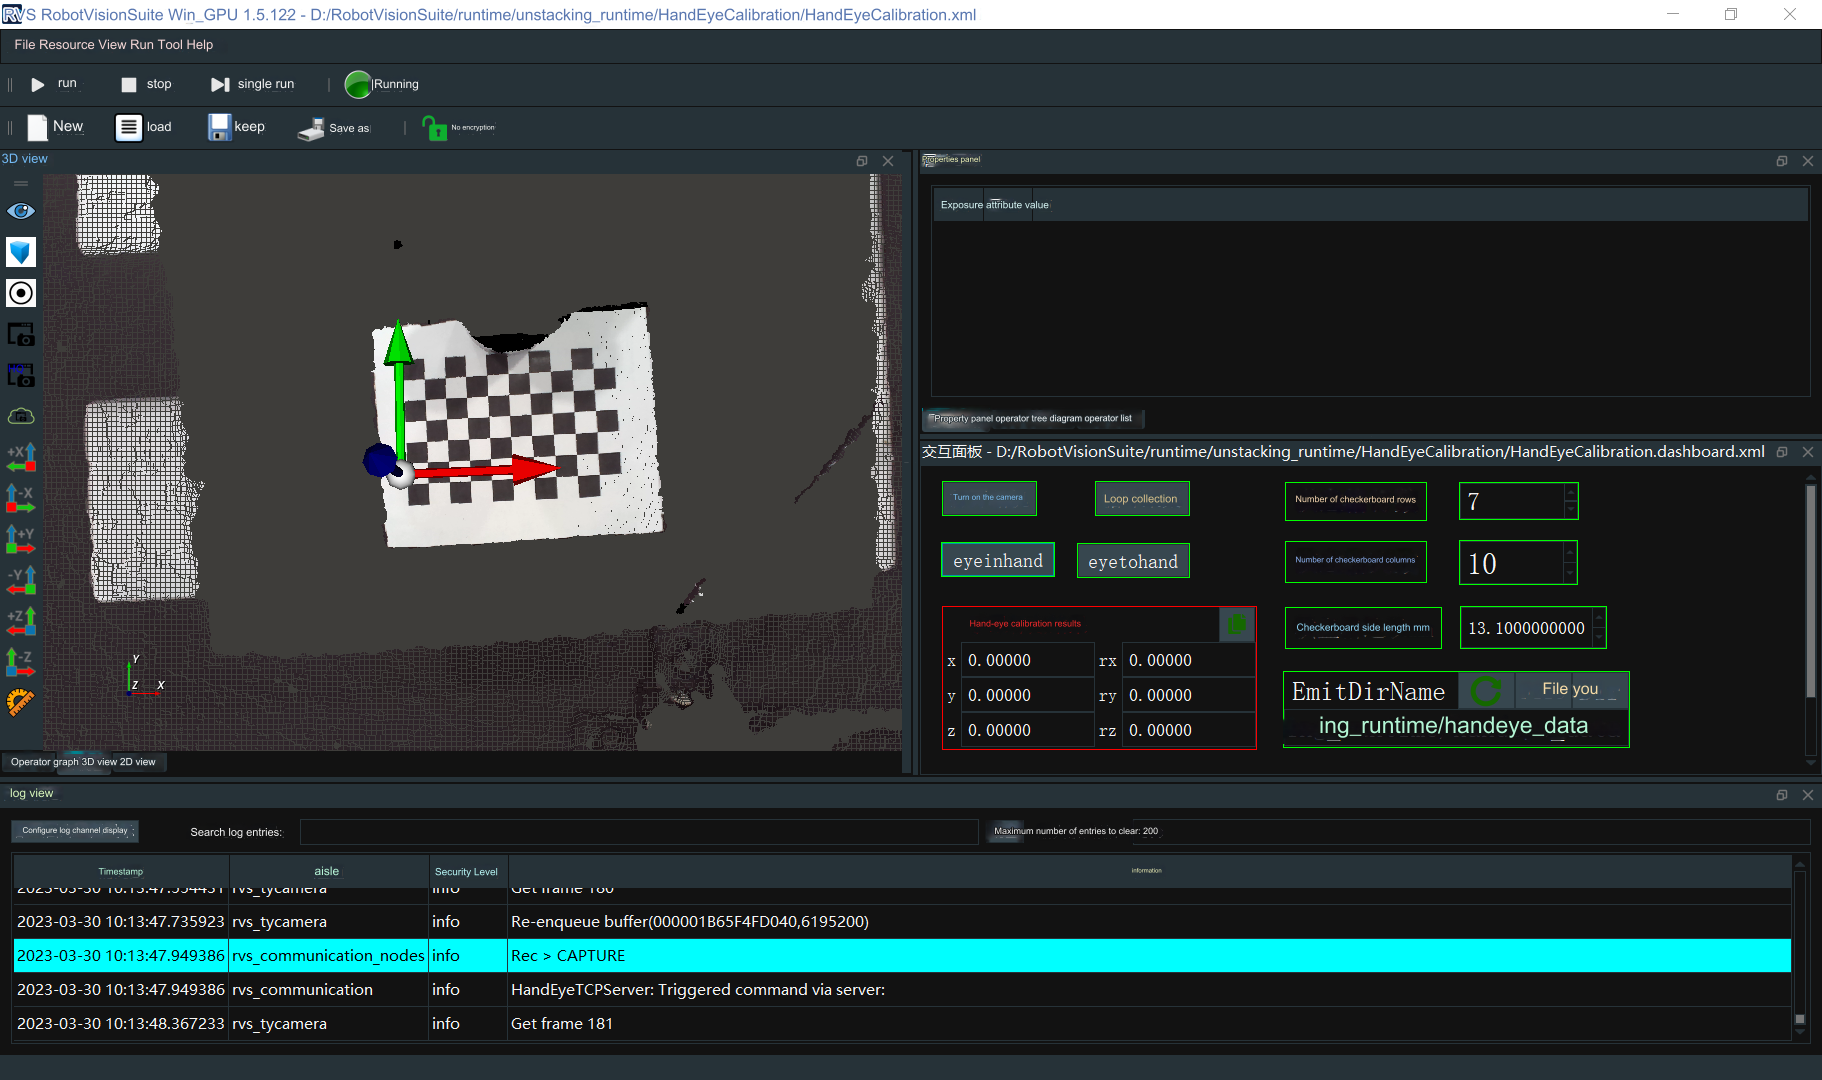 RVS RobotVisionSuite Win_GPU 1.5.122 - D:/RobotVisionSuite/runtime/unstacking_runtime/HandEyeCalibration/HandEyeCalibration.xml
File Resource View Run Tool Help
run stop single run Running
New load keep Save as No encryption
3D view
Properties panel
Exposure attribute value
+X
-X
+Y
-Y
+Z
-Z
Y
Z X
Operator graph 3D view 2D view
Property panel operator tree diagram operator list
交互面板 - D:/RobotVisionSuite/runtime/unstacking_runtime/HandEyeCalibration/HandEyeCalibration.dashboard.xml
Turn on the camera Loop collection Number of checkerboard rows 7
eyeinhand eyetohand Number of checkerboard columns 10
Hand-eye calibration results Checkerboard side length mm 13.1000000000
x 0.00000 rx 0.00000
y 0.00000 ry 0.00000
z 0.00000 rz 0.00000
EmitDirName File you
ing_runtime/handeye_data
log view
Configure log channel display Search log entries: Maximum number of entries to clear: 200
Timestamp aisle Security Level information
2023-03-30 10:13:47.554431 rvs_tycamera info Get frame 180
2023-03-30 10:13:47.735923 rvs_tycamera info Re-enqueue buffer(000001B65F4FD040,6195200)
2023-03-30 10:13:47.949386 rvs_communication_nodes info Rec > CAPTURE
2023-03-30 10:13:47.949386 rvs_communication info HandEyeTCPServer: Triggered command via server:
2023-03-30 10:13:48.367233 rvs_tycamera info Get frame 181